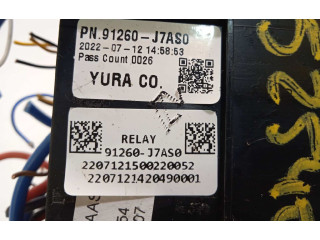 PN.91260-J7AS0
2022-07-12 14:58:53
Pass Count 0026
YURA CO.
RELAY
91260-J7AS0
2207121500220052
2207121420490001